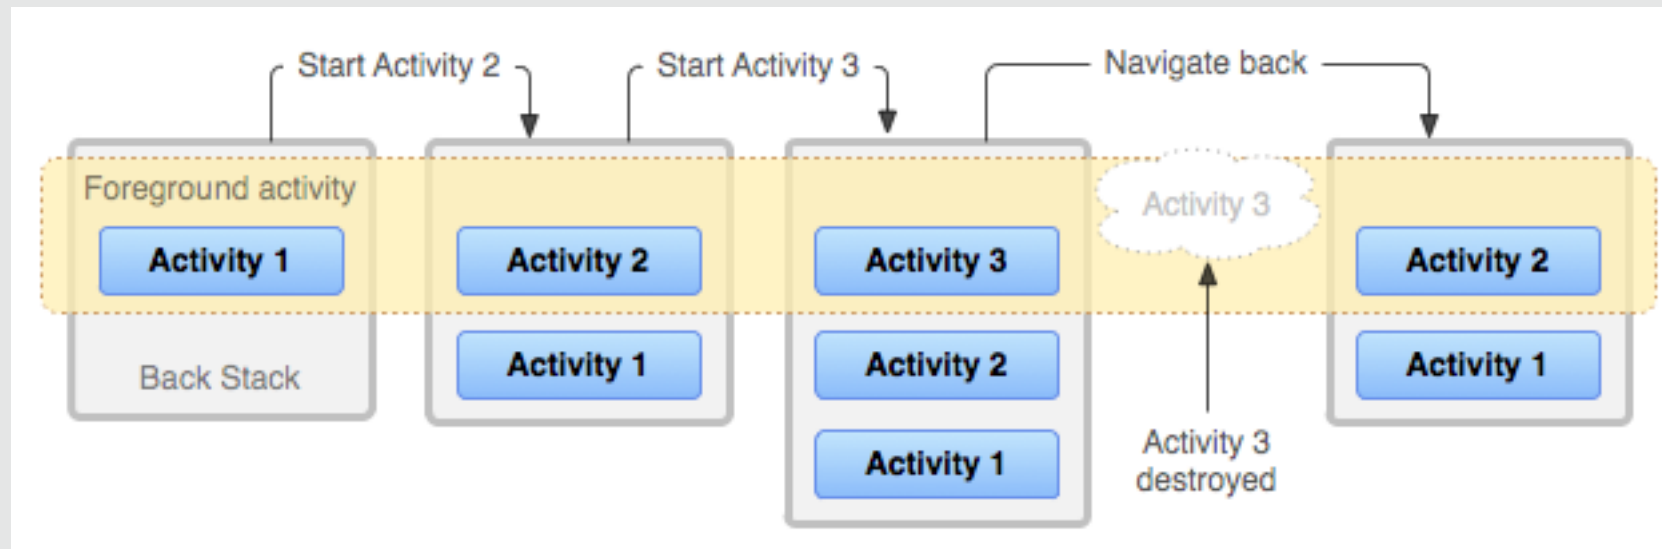 Start Activity 2
Start Activity 3
Navigate back
Foreground activity
Activity 1
Back Stack
Activity 2
Activity 1
Activity 3
Activity 2
Activity 1
Activity 3
Activity 3
destroyed
Activity 2
Activity 1